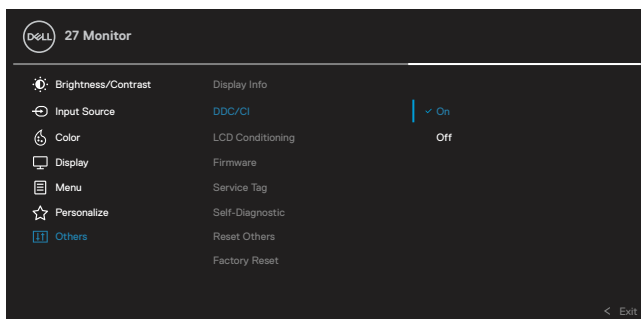 DELL 27 Monitor
Brightness/Contrast Display Info
Input Source DDC/CI ✓ On
Color LCD Conditioning Off
Display Firmware
Menu Service Tag
Personalize Self-Diagnostic
Others Reset Others
Factory Reset
< Exit